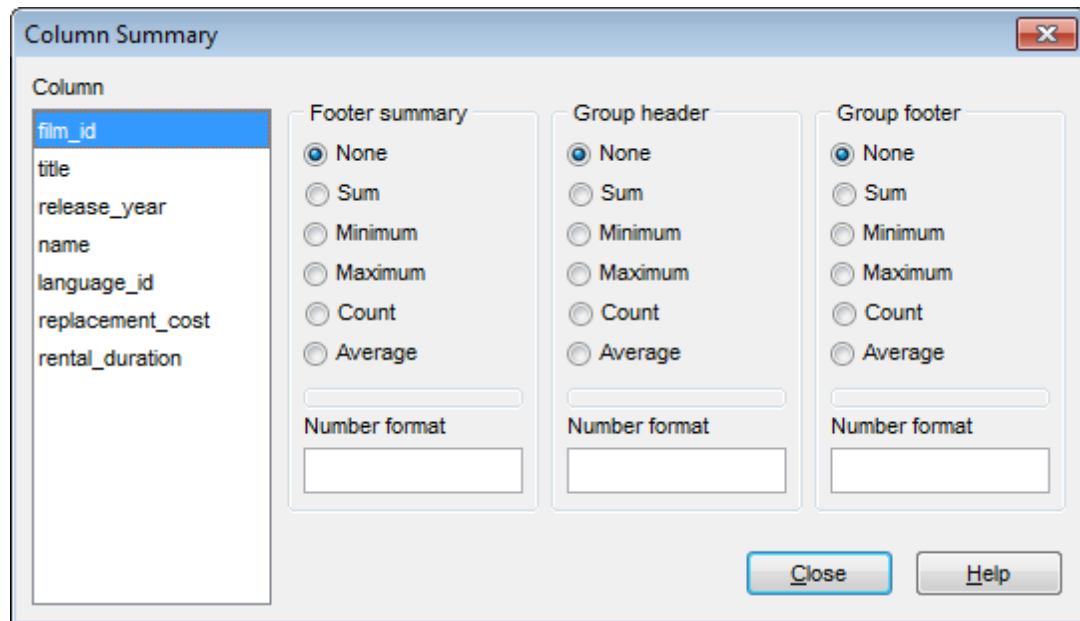 Column Summary
Column
film_id
title
release_year
name
language_id
replacement_cost
rental_duration
Footer summary
None
Sum
Minimum
Maximum
Count
Average
Number format
Group header
None
Sum
Minimum
Maximum
Count
Average
Number format
Group footer
None
Sum
Minimum
Maximum
Count
Average
Number format
Close
Help